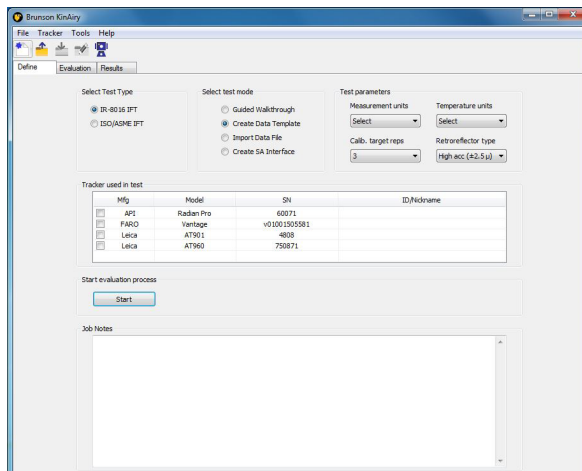 Brunson KinAiry
File Tracker Tools Help
Define Evaluation Results
Select Test Type
IR-8016 IFT
ISO/ASME IFT
Select test mode
Guided Walkthrough
Create Data Template
Import Data File
Create SA Interface
Test parameters
Measurement units Temperature units
Select Select
Calib. target reps Retroreflector type
3 High acc (±2.5 µ)
Tracker used in test
Mfg Model SN ID/Nickname
API Radian Pro 60071
FARO Vantage v01001505581
Leica AT901 4808
Leica AT960 750871
Start evaluation process
Start
Job Notes